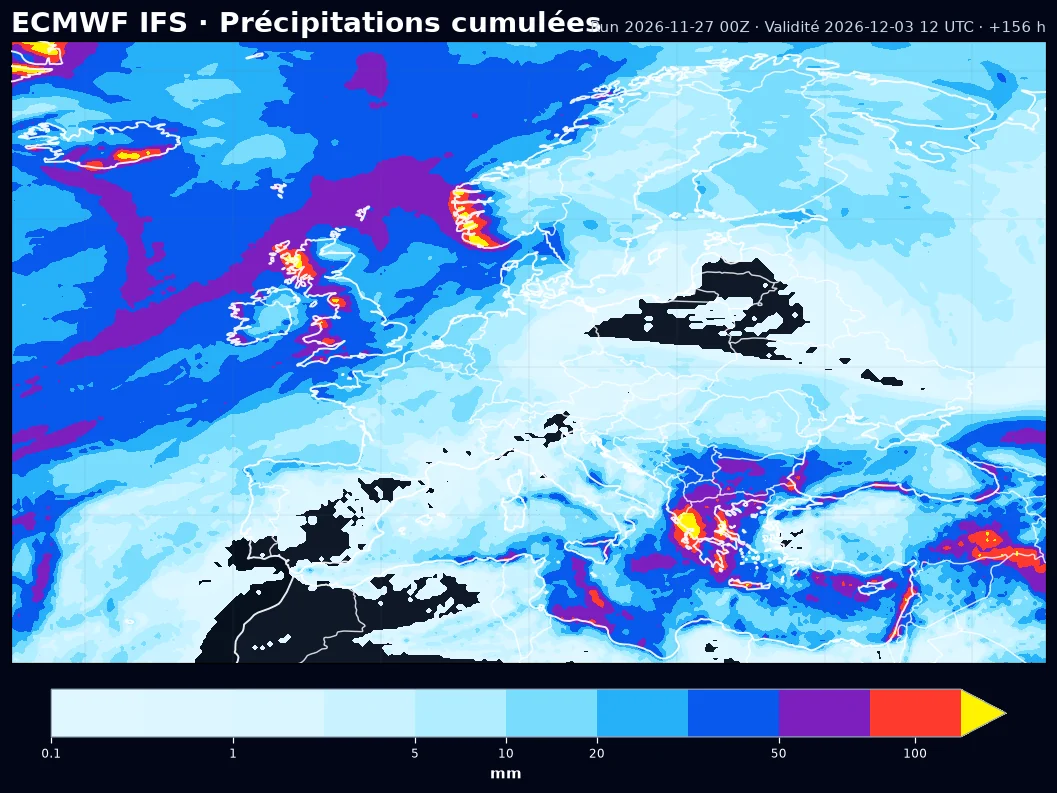 ECMWF IFS · Précipitations cumulées
Run 2026-11-27 00Z · Validité 2026-12-03 12 UTC · +156 h
0.1 1 5 10 20 50 100
mm